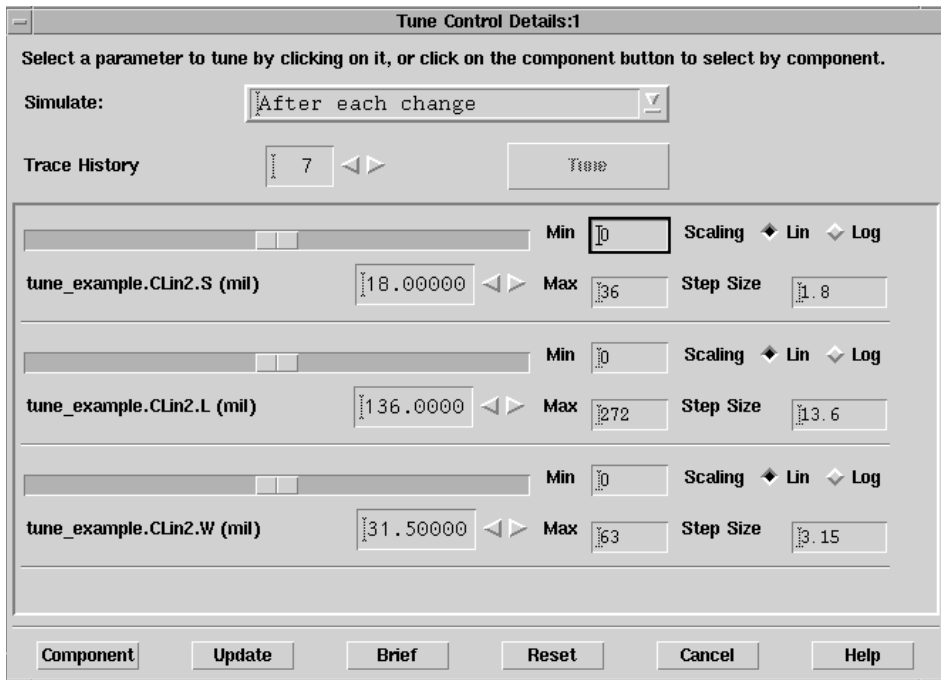 Tune Control Details:1
Select a parameter to tune by clicking on it, or click on the component button to select by component.
Simulate: After each change
Trace History 7 Tune
Min 0 Scaling Lin Log
tune_example.CLin2.S (mil) 18.00000 Max 36 Step Size 1.8
Min 0 Scaling Lin Log
tune_example.CLin2.L (mil) 136.0000 Max 272 Step Size 13.6
Min 0 Scaling Lin Log
tune_example.CLin2.W (mil) 31.50000 Max 63 Step Size 3.15
Component Update Brief Reset Cancel Help